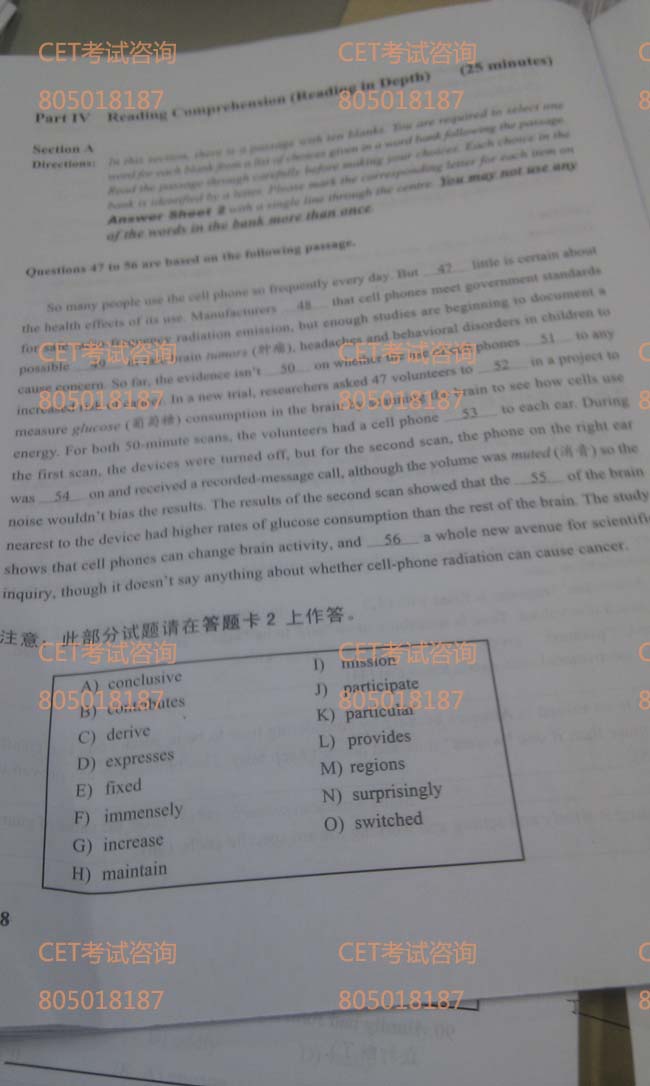 CET考试咨询 CET考试咨询
805018187 805018187
Part IV Reading Comprehension (Reading in Depth) (25 minutes)
Section A
Directions: In this section, there is a passage with ten blanks. You are required to select one
word for each blank from a list of choices given in a word bank following the passage.
Read the passage through carefully before making your choices. Each choice in the
bank is identified by a letter. Please mark the corresponding letter for each item on
Answer Sheet 2 with a single line through the centre. You may not use any
of the words in the bank more than once.
Questions 47 to 56 are based on the following passage.
So many people use the cell phone so frequently every day. But 47 little is certain about
the health effects of its use. Manufacturers 48 that cell phones meet government standards
for radiation emission, but enough studies are beginning to document a
possible brain tumors (肿瘤), headaches and behavioral disorders in children to
CET考试咨询 CET考试咨询
cause concern. So far, the evidence isn't 50 on whether phones 51 to any
805018187 805018187
increased In a new trial, researchers asked 47 volunteers to 52 in a project to
measure glucose (葡萄糖) consumption in the brain brain to see how cells use
energy. For both 50-minute scans, the volunteers had a cell phone 53 to each ear. During
the first scan, the devices were turned off, but for the second scan, the phone on the right ear
was 54 on and received a recorded-message call, although the volume was muted (消音) so the
noise wouldn't bias the results. The results of the second scan showed that the 55 of the brain
nearest to the device had higher rates of glucose consumption than the rest of the brain. The study
shows that cell phones can change brain activity, and 56 a whole new avenue for scientifi
inquiry, though it doesn't say anything about whether cell-phone radiation can cause cancer.
注意：此部分试题请在答题卡 2 上作答。
CET考试咨询 CET考试咨询
805018187 805018187
A) conclusive
B) contributes
C) derive
D) expresses
E) fixed
F) immensely
G) increase
H) maintain
I) mission
J) participate
K) particular
L) provides
M) regions
N) surprisingly
O) switched
8
CET考试咨询 CET考试咨询
805018187 805018187